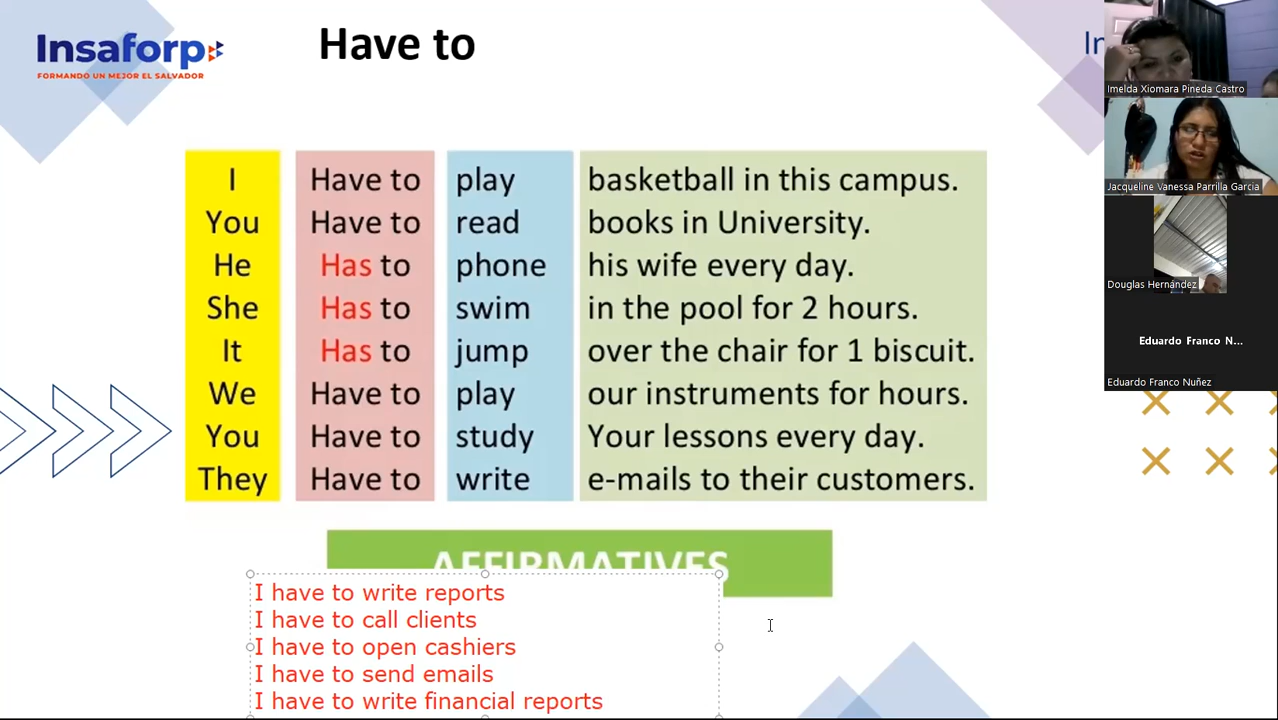 Insaforp
FORMANDO UN MEJOR EL SALVADOR
Have to
In
I Have to play basketball in this campus.
You Have to read books in University.
He Has to phone his wife every day.
She Has to swim in the pool for 2 hours.
It Has to jump over the chair for 1 biscuit.
We Have to play our instruments for hours.
You Have to study Your lessons every day.
They Have to write e-mails to their customers.
AFFIRMATIVES
I have to write reports
I have to call clients
I have to open cashiers
I have to send emails
I have to write financial reports
Imelda Xiomara Pineda Castro
Jacqueline Vanessa Parrilla Garcia
Douglas Hernández
Eduardo Franco N...
Eduardo Franco Nuñez